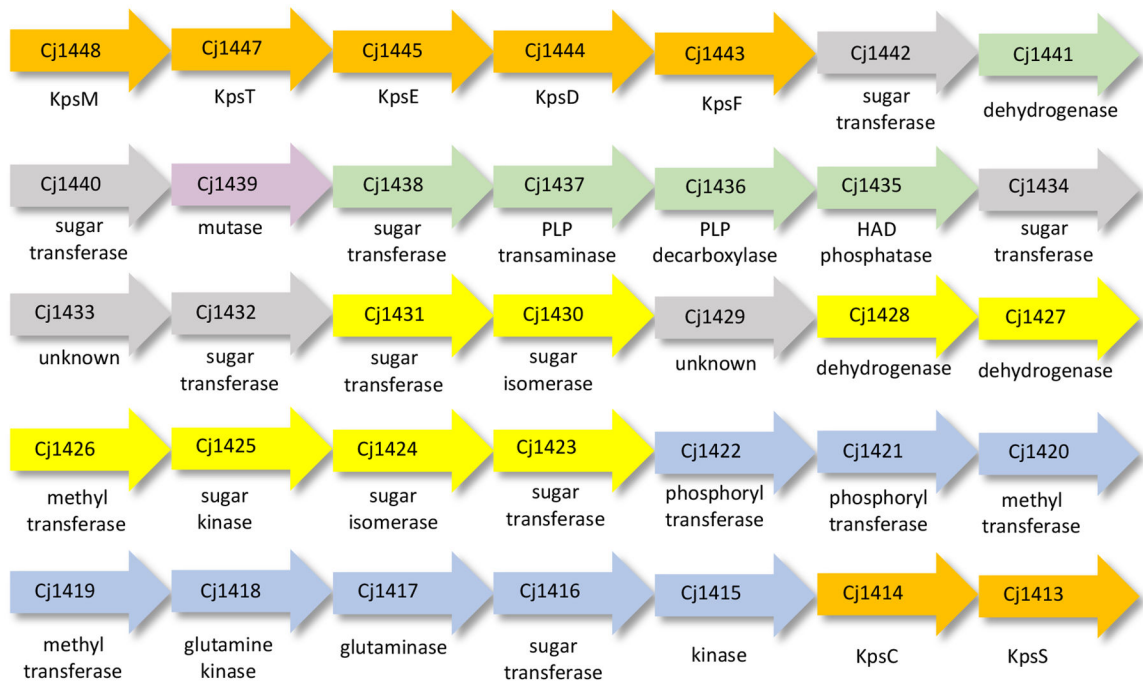 Cj1448 Cj1447 Cj1445 Cj1444 Cj1443 Cj1442 Cj1441
KpsM KpsT KpsE KpsD KpsF sugar dehydrogenase
transferase
Cj1440 Cj1439 Cj1438 Cj1437 Cj1436 Cj1435 Cj1434
sugar mutase sugar PLP PLP HAD sugar
transferase transferase transaminase decarboxylase phosphatase transferase
Cj1433 Cj1432 Cj1431 Cj1430 Cj1429 Cj1428 Cj1427
unknown sugar sugar sugar unknown dehydrogenase dehydrogenase
transferase transferase isomerase
Cj1426 Cj1425 Cj1424 Cj1423 Cj1422 Cj1421 Cj1420
methyl sugar sugar sugar phosphoryl phosphoryl methyl
transferase kinase isomerase transferase transferase transferase transferase
Cj1419 Cj1418 Cj1417 Cj1416 Cj1415 Cj1414 Cj1413
methyl glutamine glutaminase sugar kinase KpsC KpsS
transferase kinase transferase